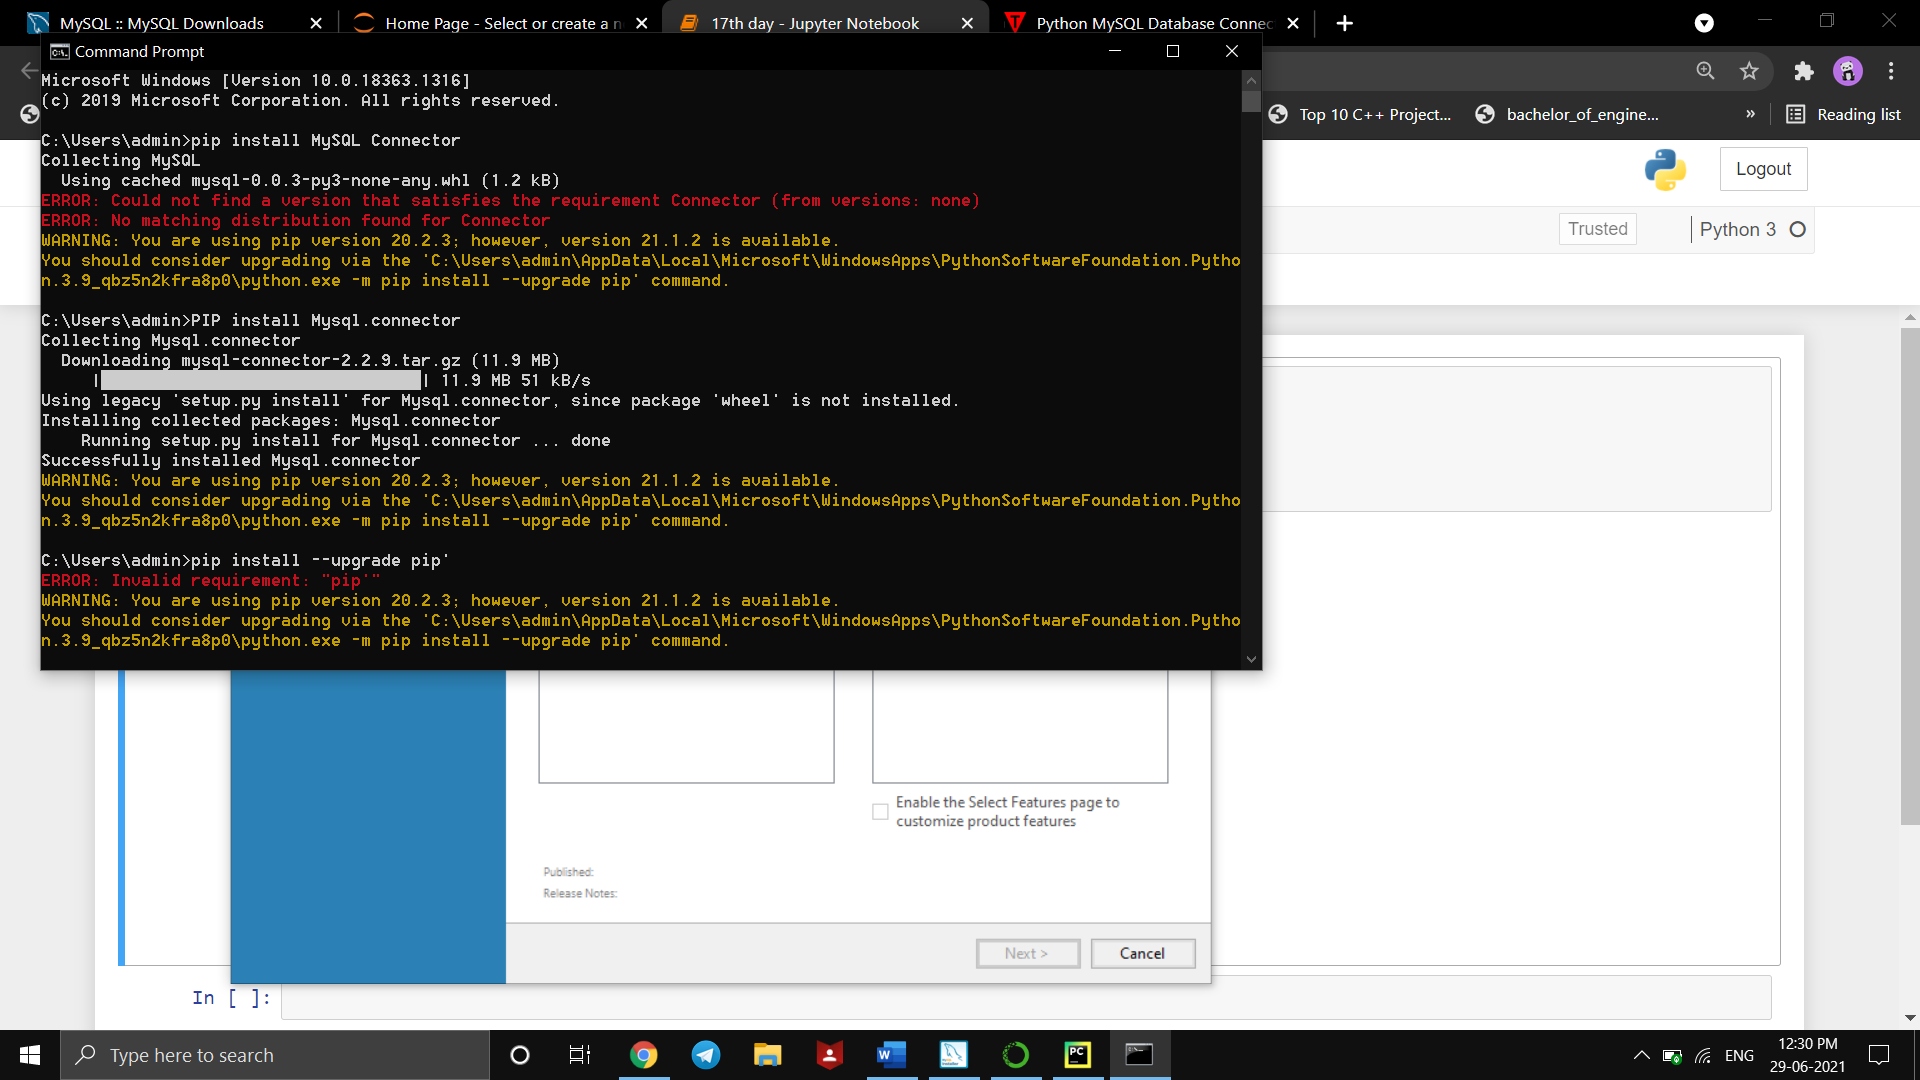 MySQL :: MySQL Downloads
Home Page - Select or create a n
17th day - Jupyter Notebook
Python MySQL Database Connec
Command Prompt
Top 10 C++ Project...
bachelor_of_engine...
»
Reading list
Microsoft Windows [Version 10.0.18363.1316]
(c) 2019 Microsoft Corporation. All rights reserved.
C:\Users\admin>pip install MySQL Connector
Collecting MySQL
Using cached mysql-0.0.3-py3-none-any.whl (1.2 kB)
ERROR: Could not find a version that satisfies the requirement Connector (from versions: none)
ERROR: No matching distribution found for Connector
WARNING: You are using pip version 20.2.3; however, version 21.1.2 is available.
You should consider upgrading via the 'C:\Users\admin\AppData\Local\Microsoft\WindowsApps\PythonSoftwareFoundation.Pytho
n.3.9_qbz5n2kfra8p0\python.exe -m pip install --upgrade pip' command.
C:\Users\admin>PIP install Mysql.connector
Collecting Mysql.connector
Downloading mysql-connector-2.2.9.tar.gz (11.9 MB)
| | 11.9 MB 51 kB/s
Using legacy 'setup.py install' for Mysql.connector, since package 'wheel' is not installed.
Installing collected packages: Mysql.connector
Running setup.py install for Mysql.connector ... done
Successfully installed Mysql.connector
WARNING: You are using pip version 20.2.3; however, version 21.1.2 is available.
You should consider upgrading via the 'C:\Users\admin\AppData\Local\Microsoft\WindowsApps\PythonSoftwareFoundation.Pytho
n.3.9_qbz5n2kfra8p0\python.exe -m pip install --upgrade pip' command.
C:\Users\admin>pip install --upgrade pip'
ERROR: Invalid requirement: "pip'"
WARNING: You are using pip version 20.2.3; however, version 21.1.2 is available.
You should consider upgrading via the 'C:\Users\admin\AppData\Local\Microsoft\WindowsApps\PythonSoftwareFoundation.Pytho
n.3.9_qbz5n2kfra8p0\python.exe -m pip install --upgrade pip' command.
Logout
Trusted
Python 3
Enable the Select Features page to
customize product features
Published:
Release Notes:
Next >
Cancel
In [ ]:
Type here to search
W
PC
ENG
12:30 PM
29-06-2021